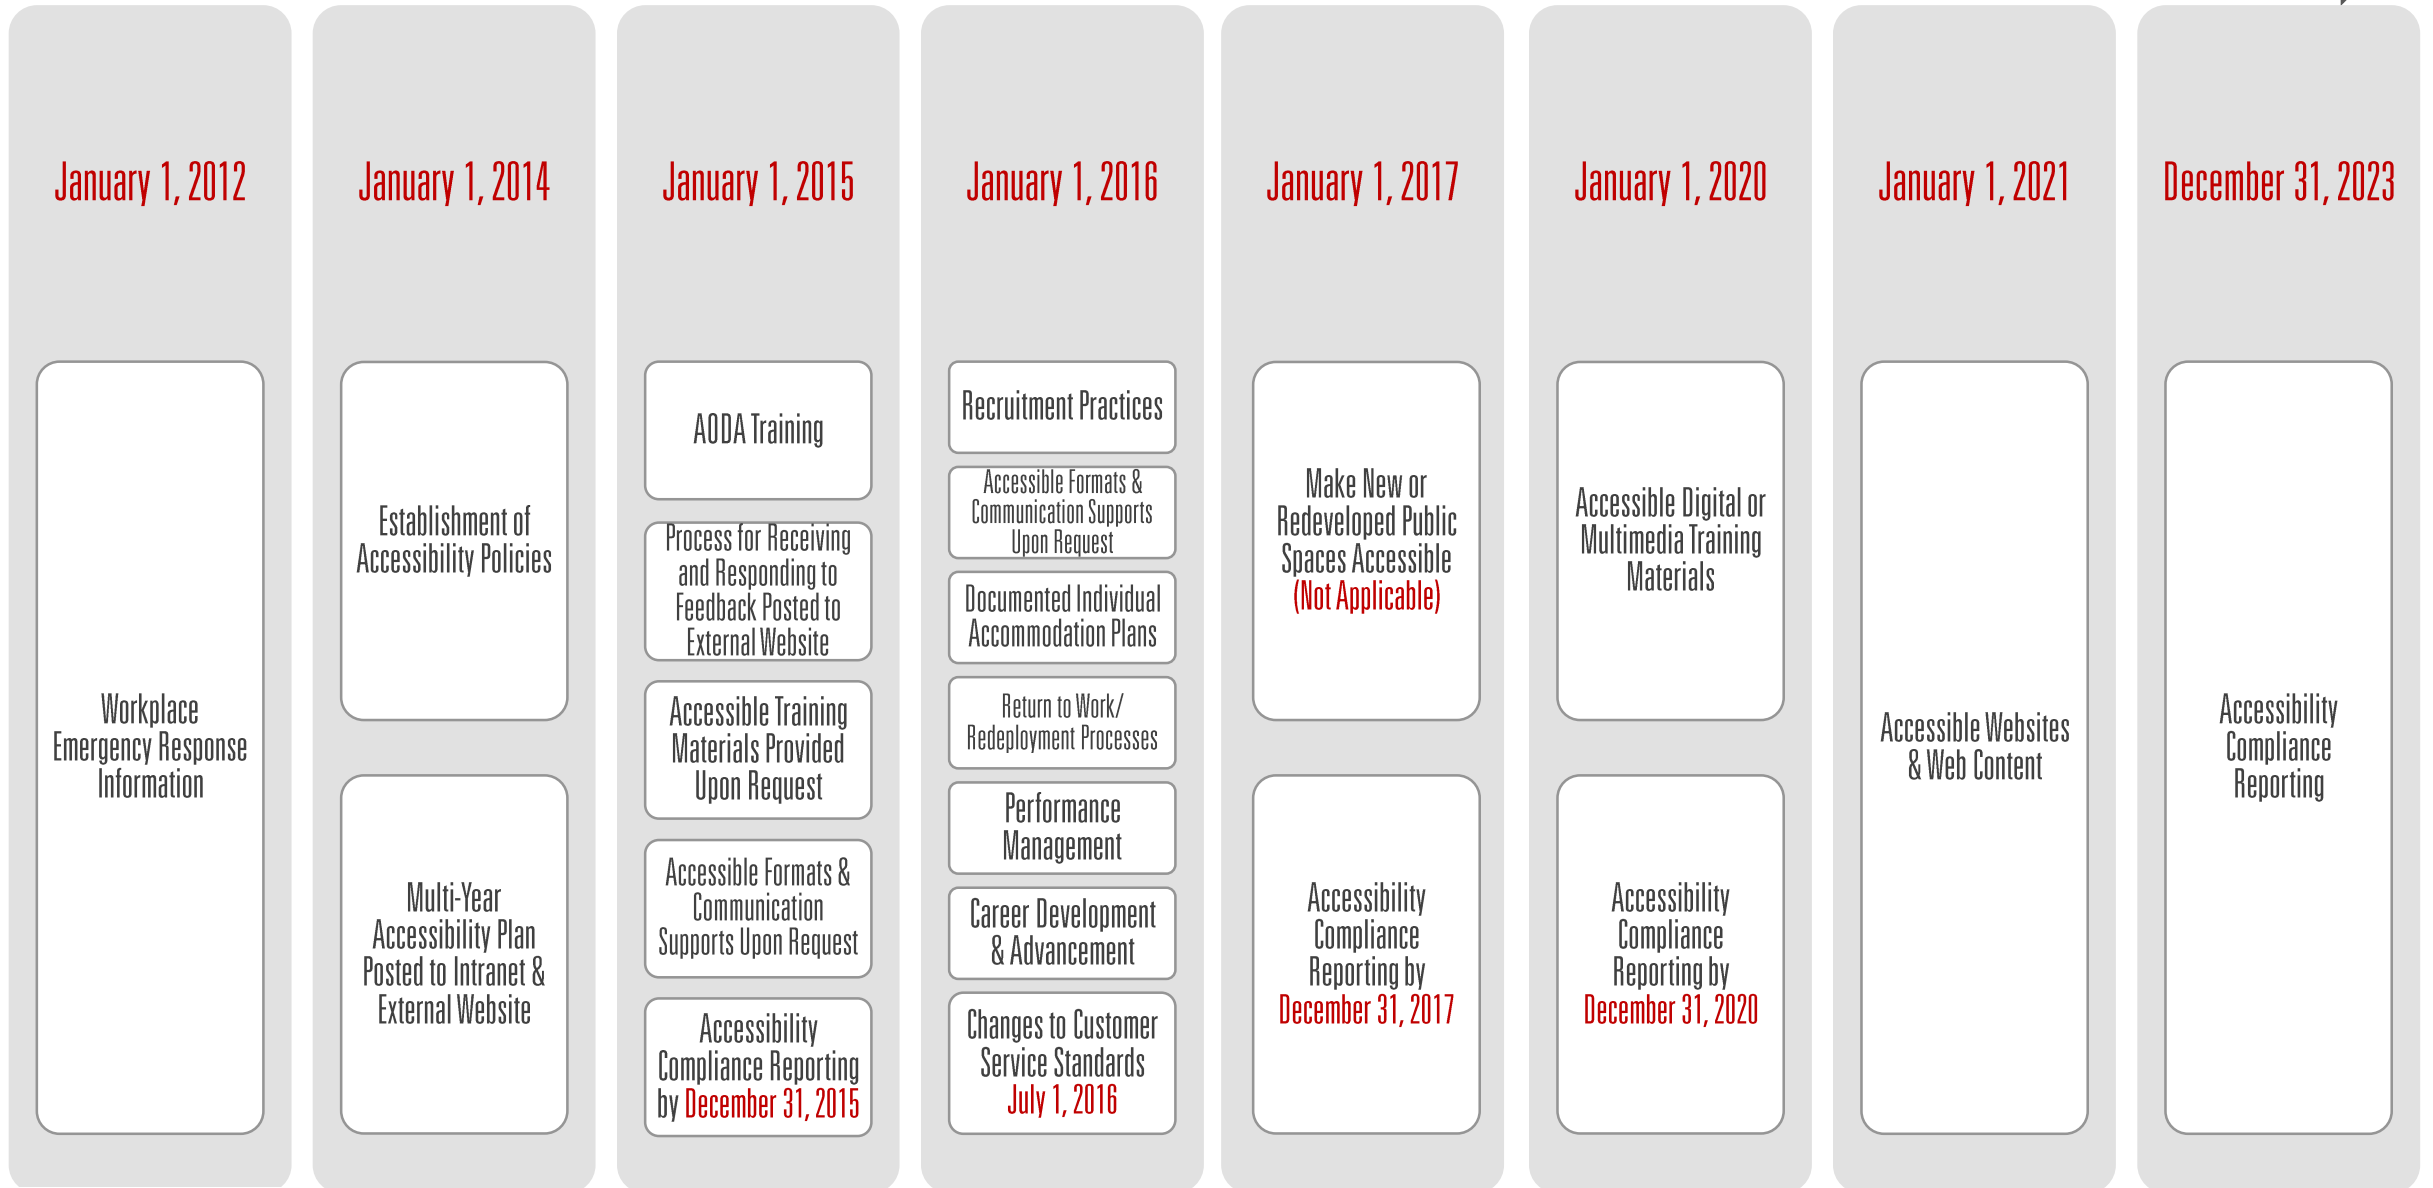 January 1, 2012
Workplace
Emergency Response
Information
January 1, 2014
Establishment of
Accessibility Policies
Multi-Year
Accessibility Plan
Posted to Intranet &
External Website
January 1, 2015
AODA Training
Process for Receiving
and Responding to
Feedback Posted to
External Website
Accessible Training
Materials Provided
Upon Request
Accessible Formats &
Communication
Supports Upon Request
Accessibility
Compliance Reporting
by December 31, 2015
January 1, 2016
Recruitment Practices
Accessible Formats &
Communication Supports
Upon Request
Documented Individual
Accommodation Plans
Return to Work/
Redeployment Processes
Performance
Management
Career Development
& Advancement
Changes to Customer
Service Standards
July 1, 2016
January 1, 2017
Make New or
Redeveloped Public
Spaces Accessible
(Not Applicable)
Accessibility
Compliance
Reporting by
December 31, 2017
January 1, 2020
Accessible Digital or
Multimedia Training
Materials
Accessibility
Compliance
Reporting by
December 31, 2020
January 1, 2021
Accessible Websites
& Web Content
December 31, 2023
Accessibility
Compliance
Reporting